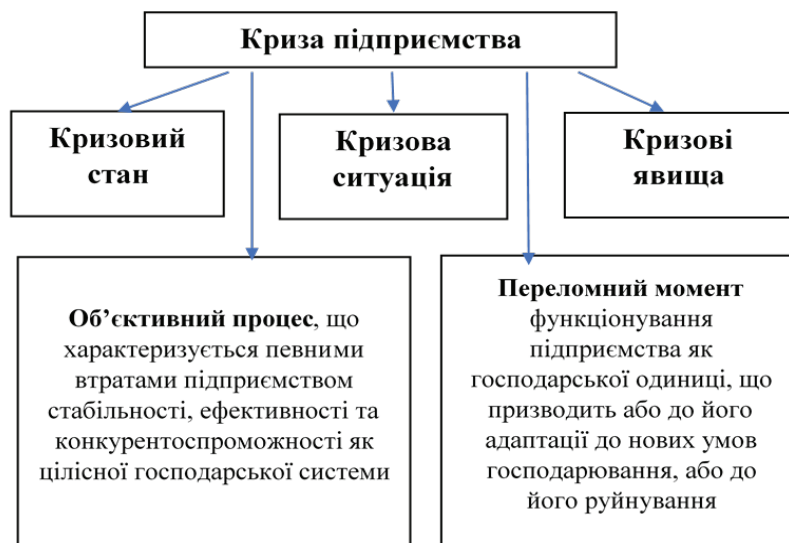 Криза підприємства
Кризовий
стан
Кризова
ситуація
Кризові
явища
Об’єктивний процес, що
характеризується певними
втратами підприємством
стабільності, ефективності та
конкурентоспроможності як
цілісної господарської системи
Переломний момент
функціонування
підприємства як
господарської одиниці, що
призводить або до його
адаптації до нових умов
господарювання, або до
його руйнування